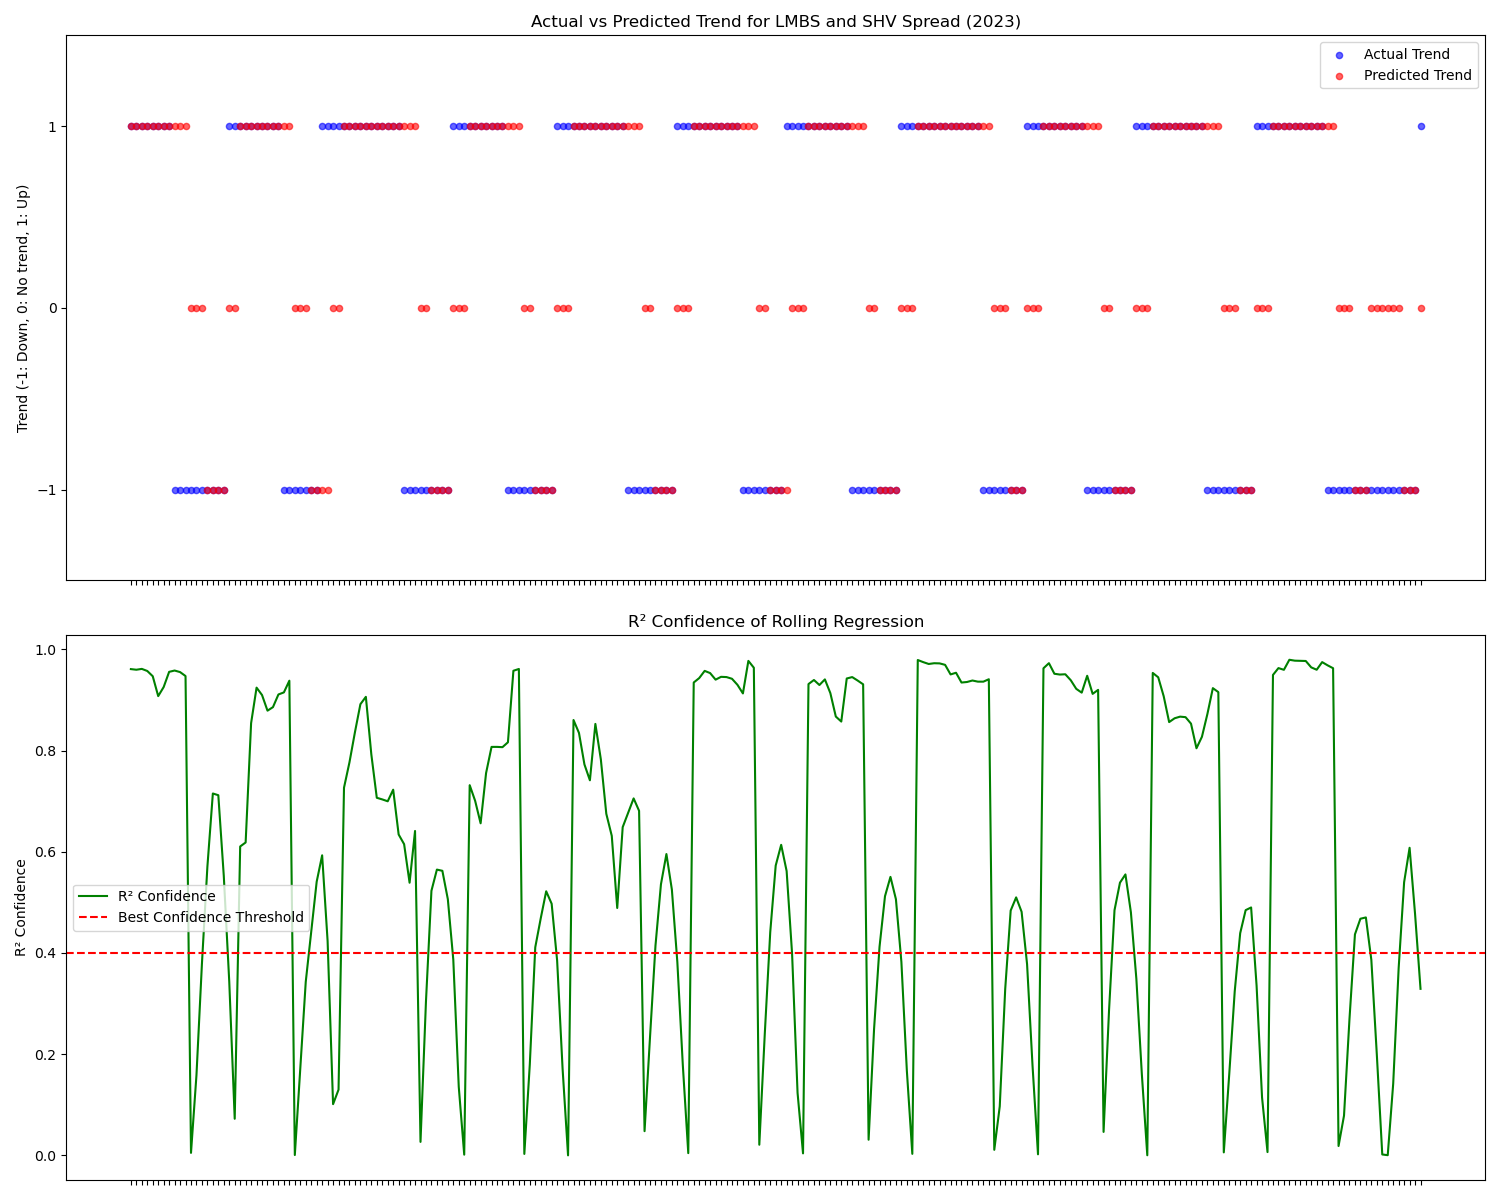 Actual vs Predicted Trend for LMBS and SHV Spread (2023)
Actual Trend
Predicted Trend
Trend (-1: Down, 0: No trend, 1: Up)
1
0
−1
R² Confidence of Rolling Regression
R² Confidence
1.0
0.8
0.6
0.4
0.2
0.0
R² Confidence
Best Confidence Threshold